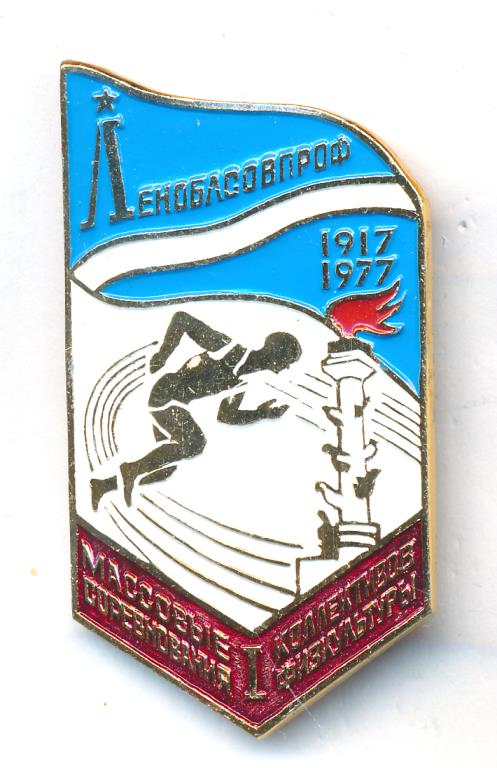 ЛЕНОБЛСОВПРОФ
1917
1977
МАССОВЫЕ
СОРЕВНОВАНИЯ
I
КОЛЛЕКТИВОВ
ФИЗКУЛЬТУРЫ